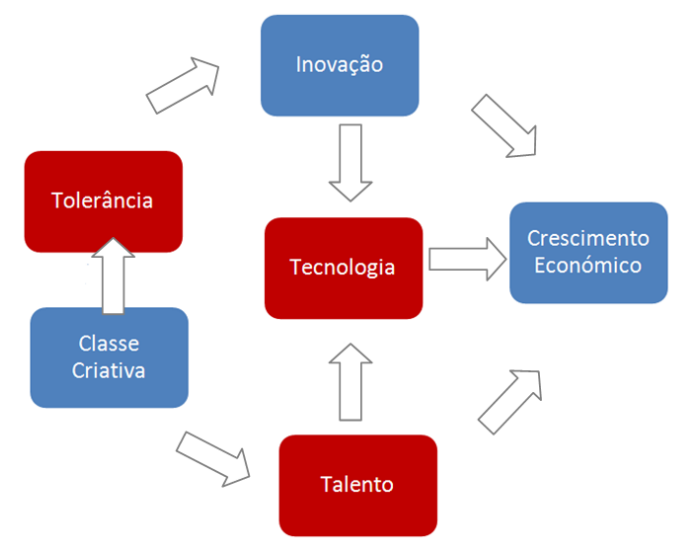 Inovação
Tolerância
Tecnologia
Crescimento
Económico
Classe
Criativa
Talento